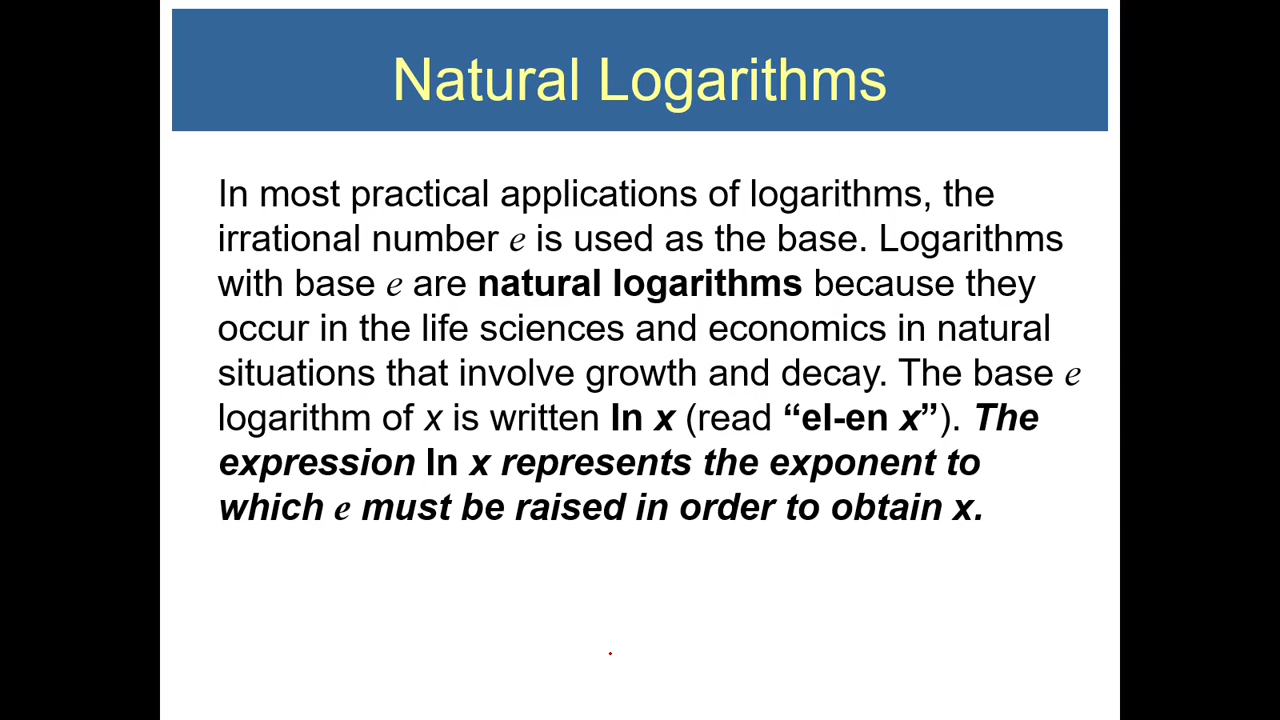 Natural Logarithms
In most practical applications of logarithms, the
irrational number e is used as the base. Logarithms
with base e are natural logarithms because they
occur in the life sciences and economics in natural
situations that involve growth and decay. The base e
logarithm of x is written ln x (read “el-en x”). The
expression ln x represents the exponent to
which e must be raised in order to obtain x.